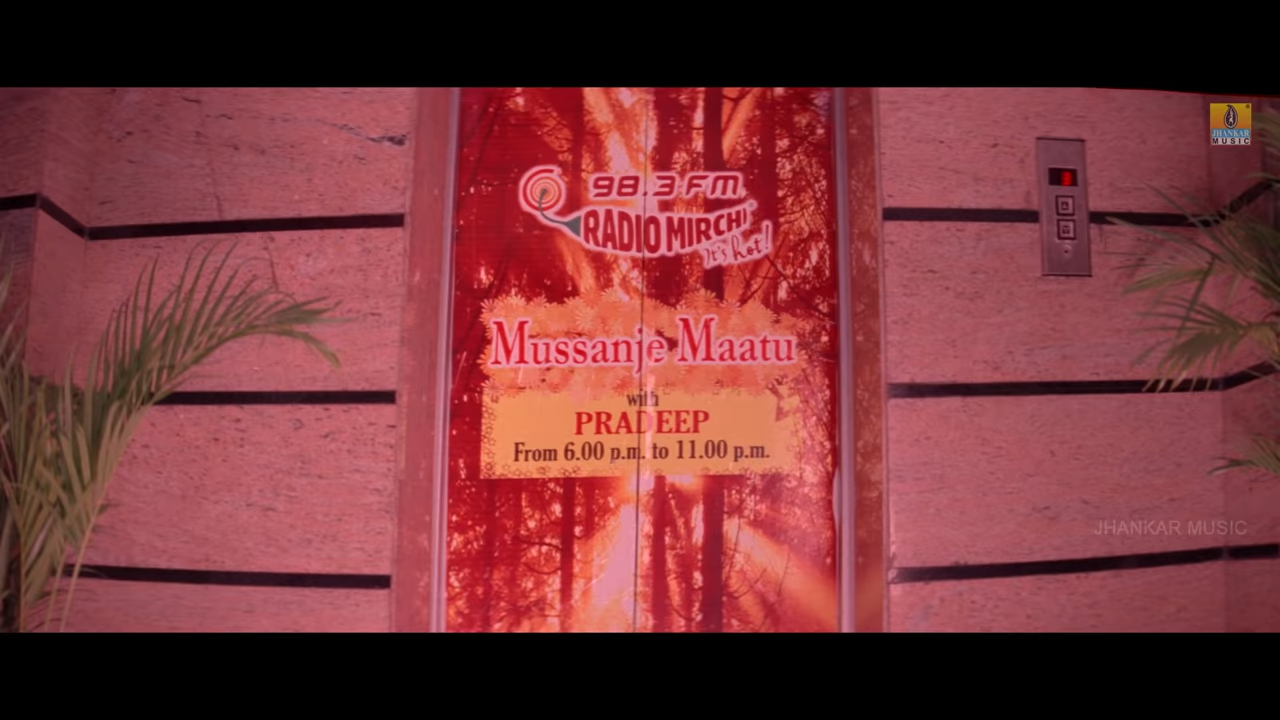 JHANKAR
MUSIC
98.3 FM
RADIO MIRCHI
It's hot!
Mussanje Maatu
with
PRADEEP
From 6.00 p.m. to 11.00 p.m.
JHANKAR MUSIC